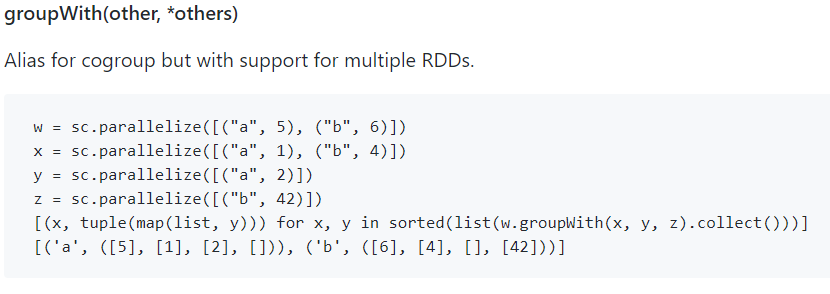 groupWith(other, *others)
Alias for cogroup but with support for multiple RDDs.
w = sc.parallelize([("a", 5), ("b", 6)])
x = sc.parallelize([("a", 1), ("b", 4)])
y = sc.parallelize([("a", 2)])
z = sc.parallelize([("b", 42)])
[(x, tuple(map(list, y))) for x, y in sorted(list(w.groupWith(x, y, z).collect()))]
[('a', ([5], [1], [2], [])), ('b', ([6], [4], [], [42]))]